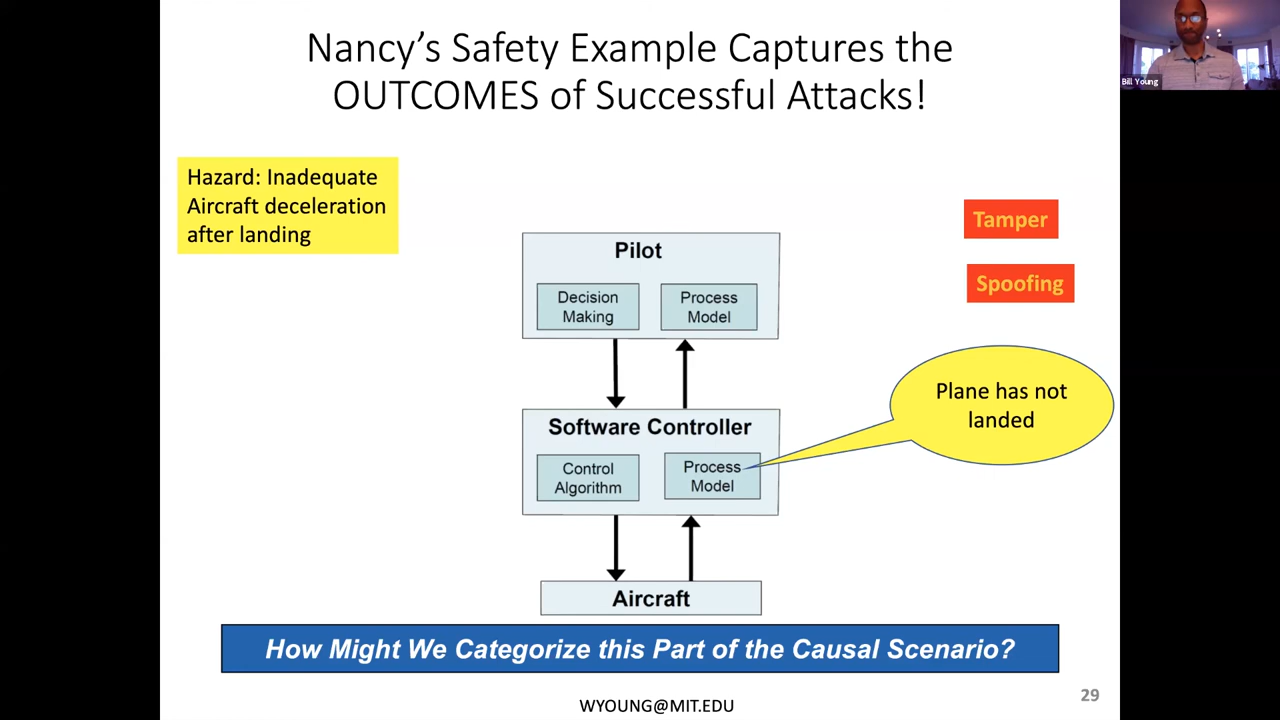 Nancy’s Safety Example Captures the
OUTCOMES of Successful Attacks!
Bill Young
Hazard: Inadequate
Aircraft deceleration
after landing
Tamper
Spoofing
Pilot
Decision
Making
Process
Model
Plane has not
landed
Software Controller
Control
Algorithm
Process
Model
Aircraft
How Might We Categorize this Part of the Causal Scenario?
WYOUNG@MIT.EDU
29